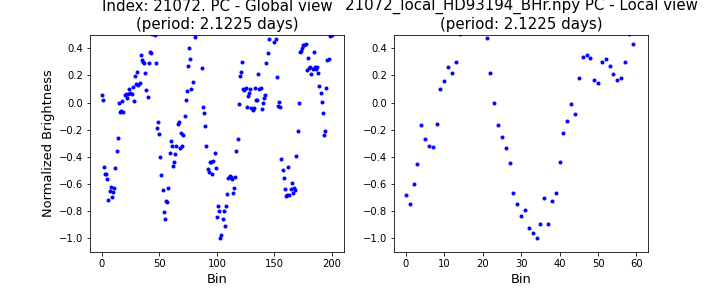 Index: 21072. PC - Global view
(period: 2.1225 days)
21072_local_HD93194_BHr.npy PC - Local view
(period: 2.1225 days)
Normalized Brightness
0.4
0.2
0.0
−0.2
−0.4
−0.6
−0.8
−1.0
0 50 100 150 200
Bin
0.4
0.2
0.0
−0.2
−0.4
−0.6
−0.8
−1.0
0 10 20 30 40 50 60
Bin